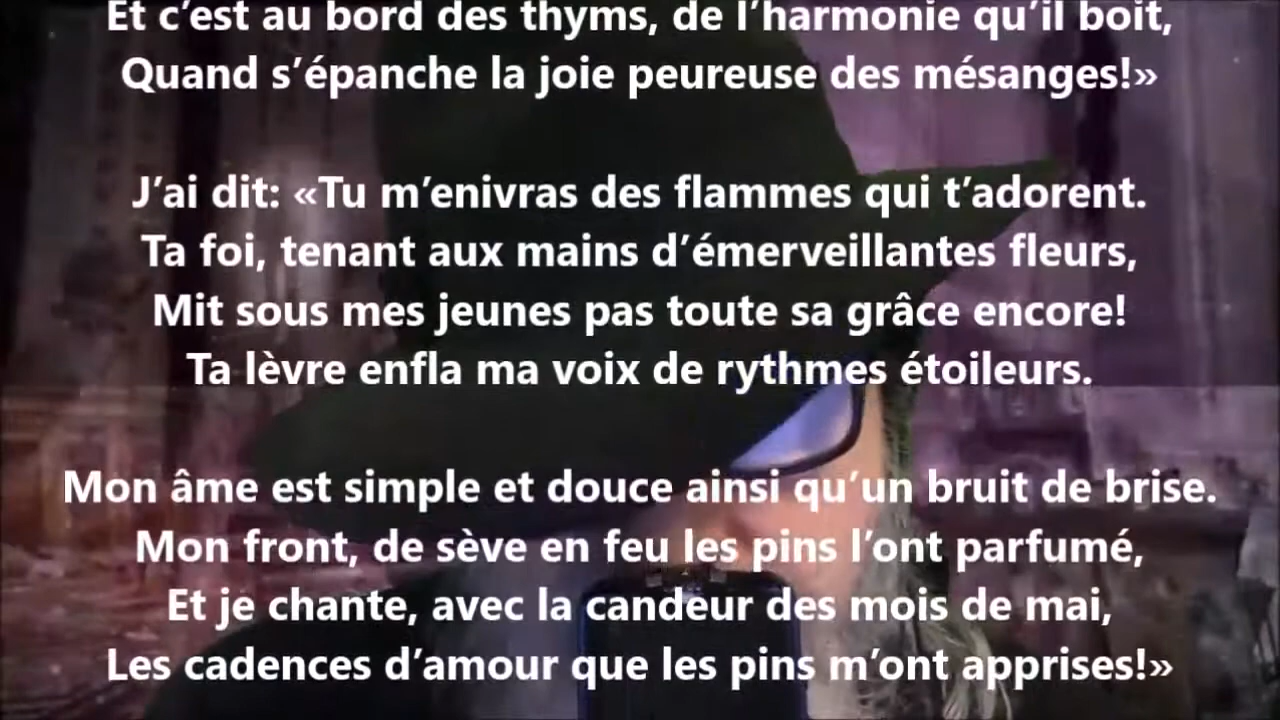 Et c’est au bord des thyms, de l’harmonie qu’il boit,
Quand s’épanche la joie peureuse des mésanges!»
J’ai dit: «Tu m’enivras des flammes qui t’adorent.
Ta foi, tenant aux mains d’émerveillantes fleurs,
Mit sous mes jeunes pas toute sa grâce encore!
Ta lèvre enfla ma voix de rythmes étoileurs.
Mon âme est simple et douce ainsi qu’un bruit de brise.
Mon front, de sève en feu les pins l’ont parfumé,
Et je chante, avec la candeur des mois de mai,
Les cadences d’amour que les pins m’ont apprises!»